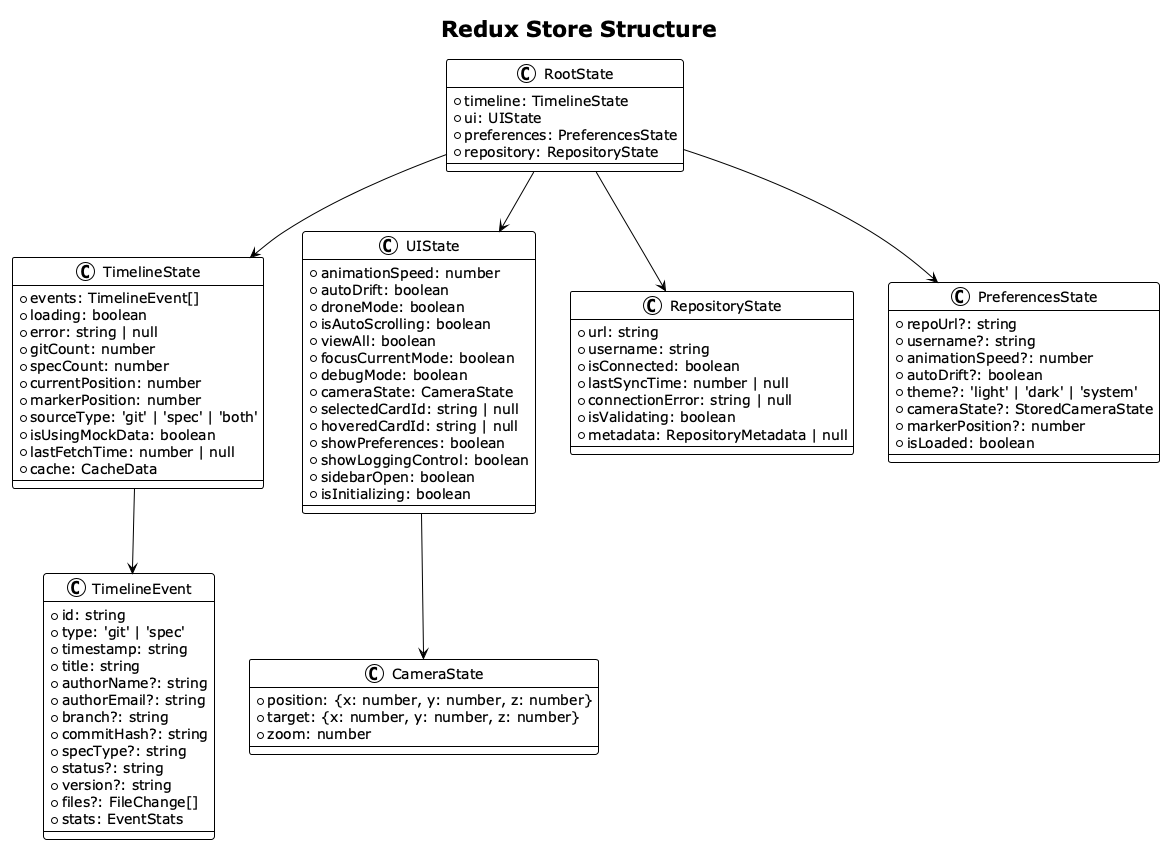 Redux Store Structure
C RootState
timeline: TimelineState
ui: UIState
preferences: PreferencesState
repository: RepositoryState
C TimelineState
events: TimelineEvent[]
loading: boolean
error: string | null
gitCount: number
specCount: number
currentPosition: number
markerPosition: number
sourceType: 'git' | 'spec' | 'both'
isUsingMockData: boolean
lastFetchTime: number | null
cache: CacheData
C UIState
animationSpeed: number
autoDrift: boolean
droneMode: boolean
isAutoScrolling: boolean
viewAll: boolean
focusCurrentMode: boolean
debugMode: boolean
cameraState: CameraState
selectedCardId: string | null
hoveredCardId: string | null
showPreferences: boolean
showLoggingControl: boolean
sidebarOpen: boolean
isInitializing: boolean
C RepositoryState
url: string
username: string
isConnected: boolean
lastSyncTime: number | null
connectionError: string | null
isValidating: boolean
metadata: RepositoryMetadata | null
C PreferencesState
repoUrl?: string
username?: string
animationSpeed?: number
autoDrift?: boolean
theme?: 'light' | 'dark' | 'system'
cameraState?: StoredCameraState
markerPosition?: number
isLoaded: boolean
C TimelineEvent
id: string
type: 'git' | 'spec'
timestamp: string
title: string
authorName?: string
authorEmail?: string
branch?: string
commitHash?: string
specType?: string
status?: string
version?: string
files?: FileChange[]
stats: EventStats
C CameraState
position: {x: number, y: number, z: number}
target: {x: number, y: number, z: number}
zoom: number